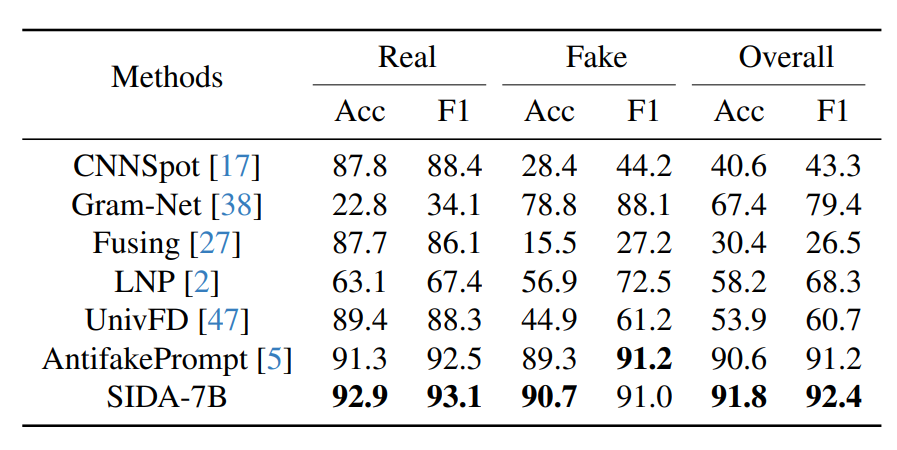 Methods Real Fake Overall
Acc F1 Acc F1 Acc F1
CNNSpot [17] 87.8 88.4 28.4 44.2 40.6 43.3
Gram-Net [38] 22.8 34.1 78.8 88.1 67.4 79.4
Fusing [27] 87.7 86.1 15.5 27.2 30.4 26.5
LNP [2] 63.1 67.4 56.9 72.5 58.2 68.3
UnivFD [47] 89.4 88.3 44.9 61.2 53.9 60.7
AntifakePrompt [5] 91.3 92.5 89.3 91.2 90.6 91.2
SIDA-7B 92.9 93.1 90.7 91.0 91.8 92.4